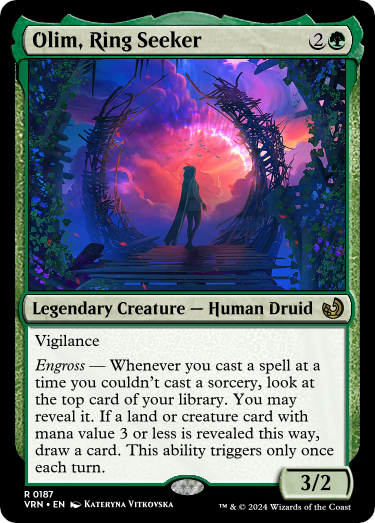 Olim, Ring Seeker 2
Legendary Creature — Human Druid
Vigilance
Engross — Whenever you cast a spell at a
time you couldn't cast a sorcery, look at
the top card of your library. You may
reveal it. If a land or creature card with
mana value 3 or less is revealed this way,
draw a card. This ability triggers only once
each turn.
3/2
R 0187
VRN • EN Kateryna Vitkovska
™ & © 2024 Wizards of the Coast